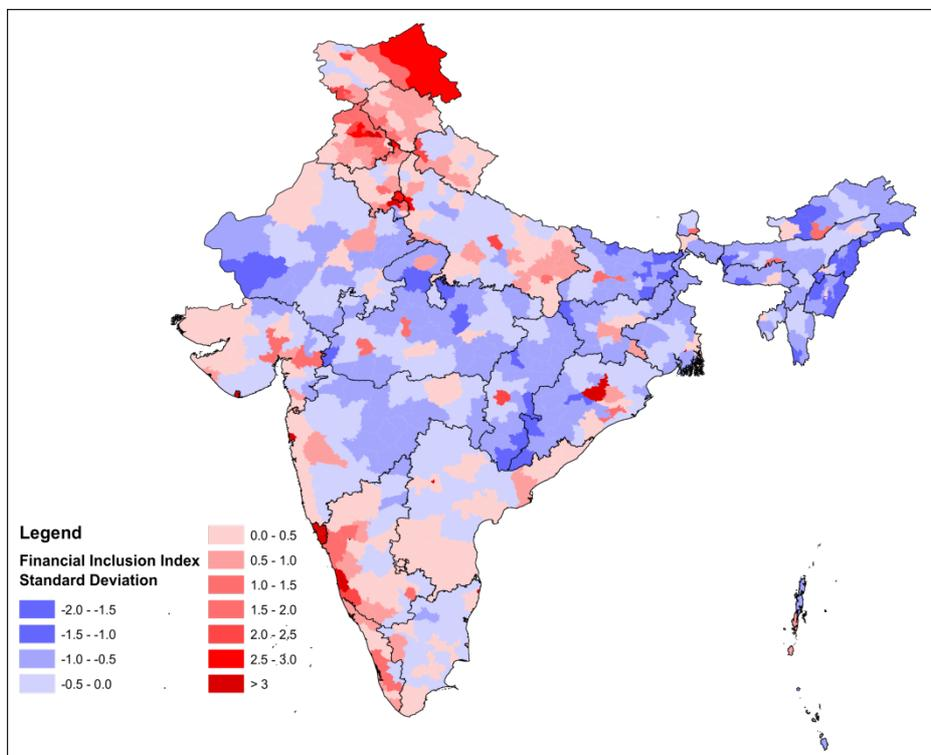 Legend
Financial Inclusion Index
Standard Deviation
-2.0 - -1.5
-1.5 - -1.0
-1.0 - -0.5
-0.5 - 0.0
0.0 - 0.5
0.5 - 1.0
1.0 - 1.5
1.5 - 2.0
2.0 - 2.5
2.5 - 3.0
> 3